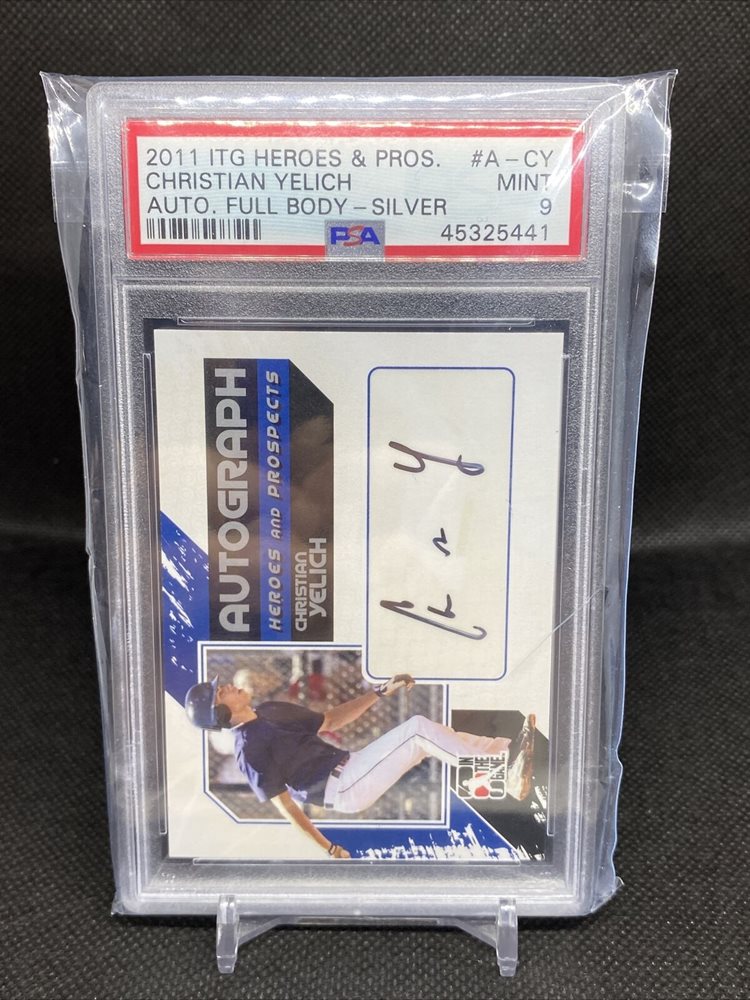 2011 ITG HEROES & PROS. #A-CY
CHRISTIAN YELICH MINT
AUTO. FULL BODY-SILVER 9
PSA 45325441
AUTOGRAPH
HEROES AND PROSPECTS
CHRISTIAN
YELICH
IN
THE
GAME